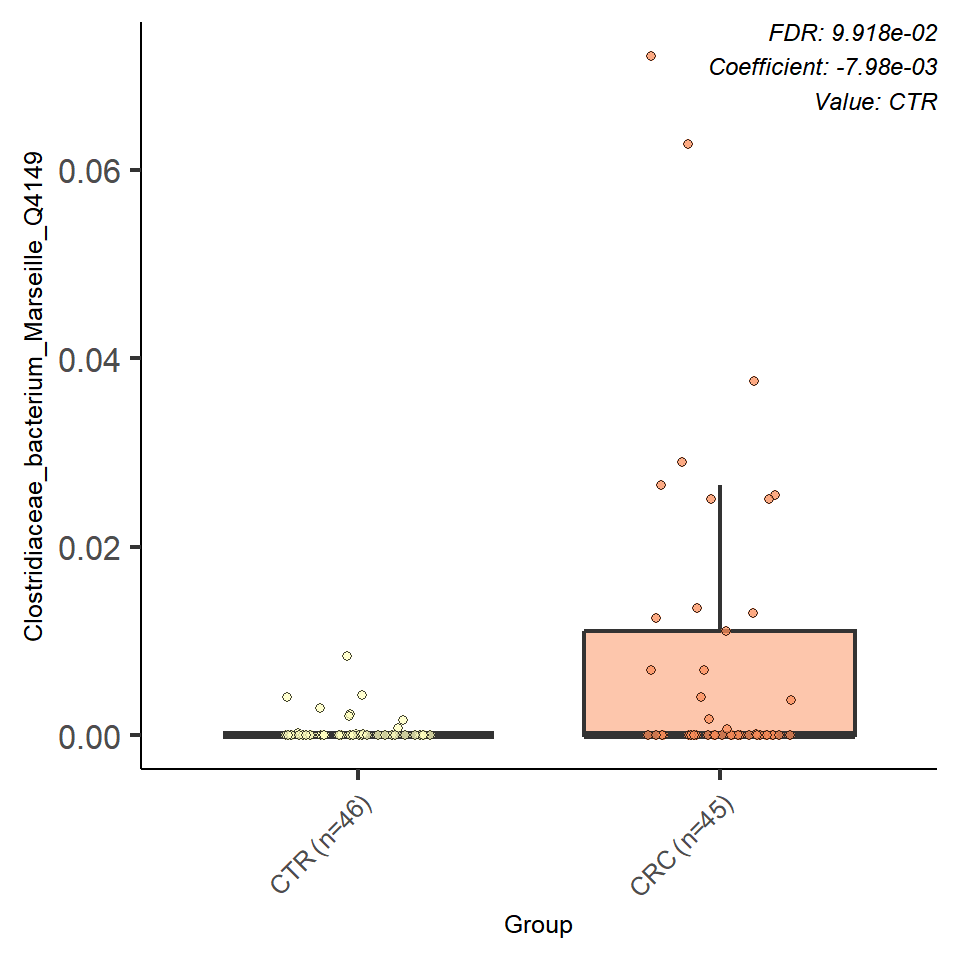 FDR: 9.918e-02
Coefficient: -7.98e-03
Value: CTR
Clostridiaceae_bacterium_Marseille_Q4149
0.06
0.04
0.02
0.00
CTR (n=46)
CRC (n=45)
Group